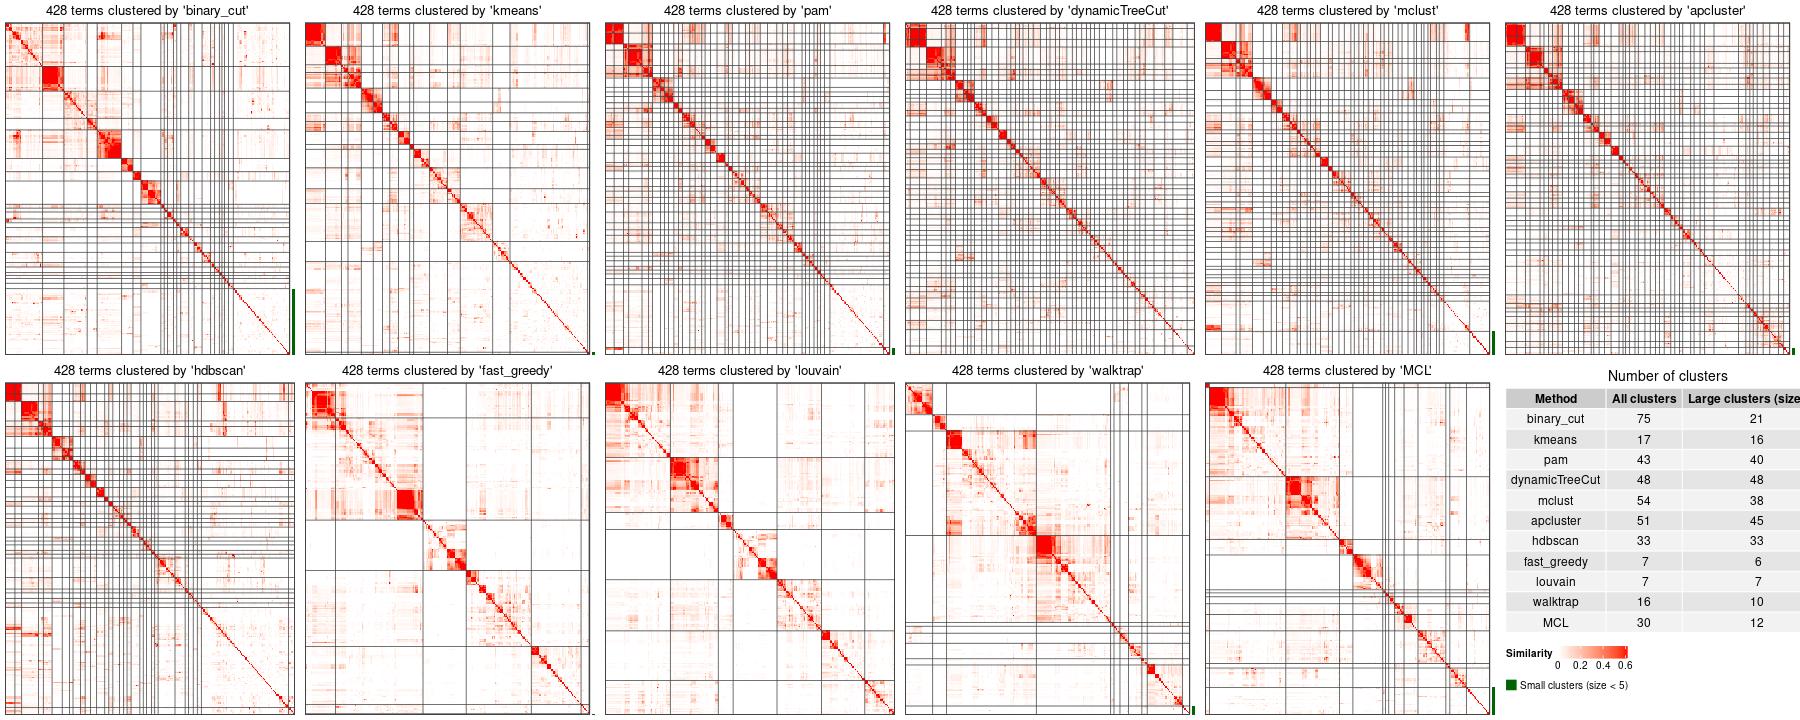 428 terms clustered by 'binary_cut'
428 terms clustered by 'kmeans'
428 terms clustered by 'pam'
428 terms clustered by 'dynamicTreeCut'
428 terms clustered by 'mclust'
428 terms clustered by 'apcluster'
428 terms clustered by 'hdbscan'
428 terms clustered by 'fast_greedy'
428 terms clustered by 'louvain'
428 terms clustered by 'walktrap'
428 terms clustered by 'MCL'
Number of clusters
Method All clusters Large clusters (size
binary_cut 75 21
kmeans 17 16
pam 43 40
dynamicTreeCut 48 48
mclust 54 38
apcluster 51 45
hdbscan 33 33
fast_greedy 7 6
louvain 7 7
walktrap 16 10
MCL 30 12
Similarity
0 0.2 0.4 0.6
Small clusters (size < 5)